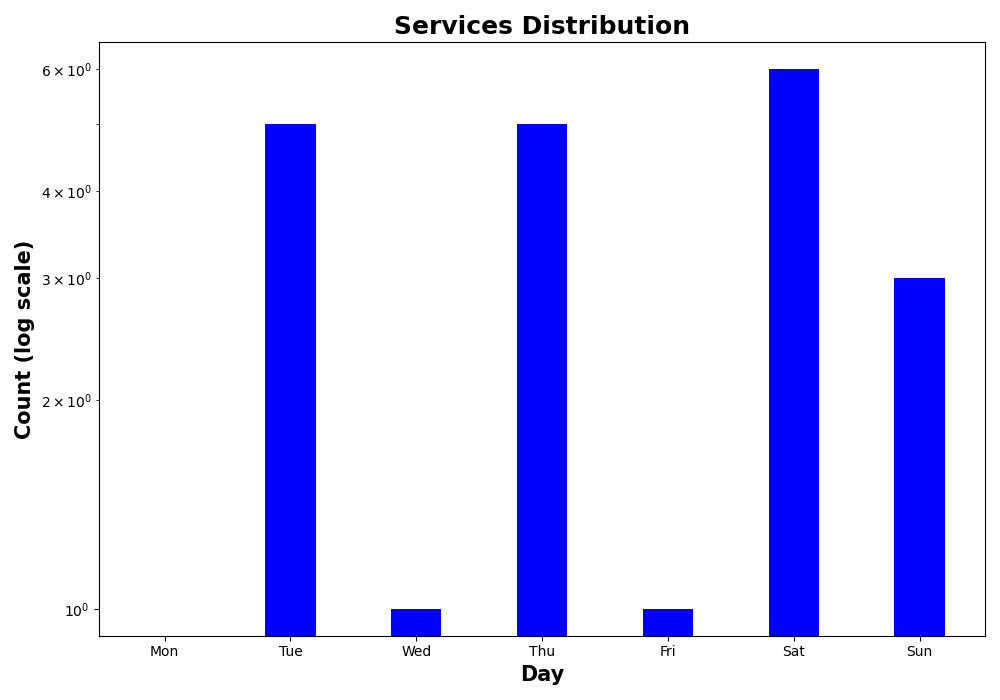 Services Distribution
Count (log scale)
6 × 10⁰
4 × 10⁰
3 × 10⁰
2 × 10⁰
10⁰
Mon Tue Wed Thu Fri Sat Sun
Day